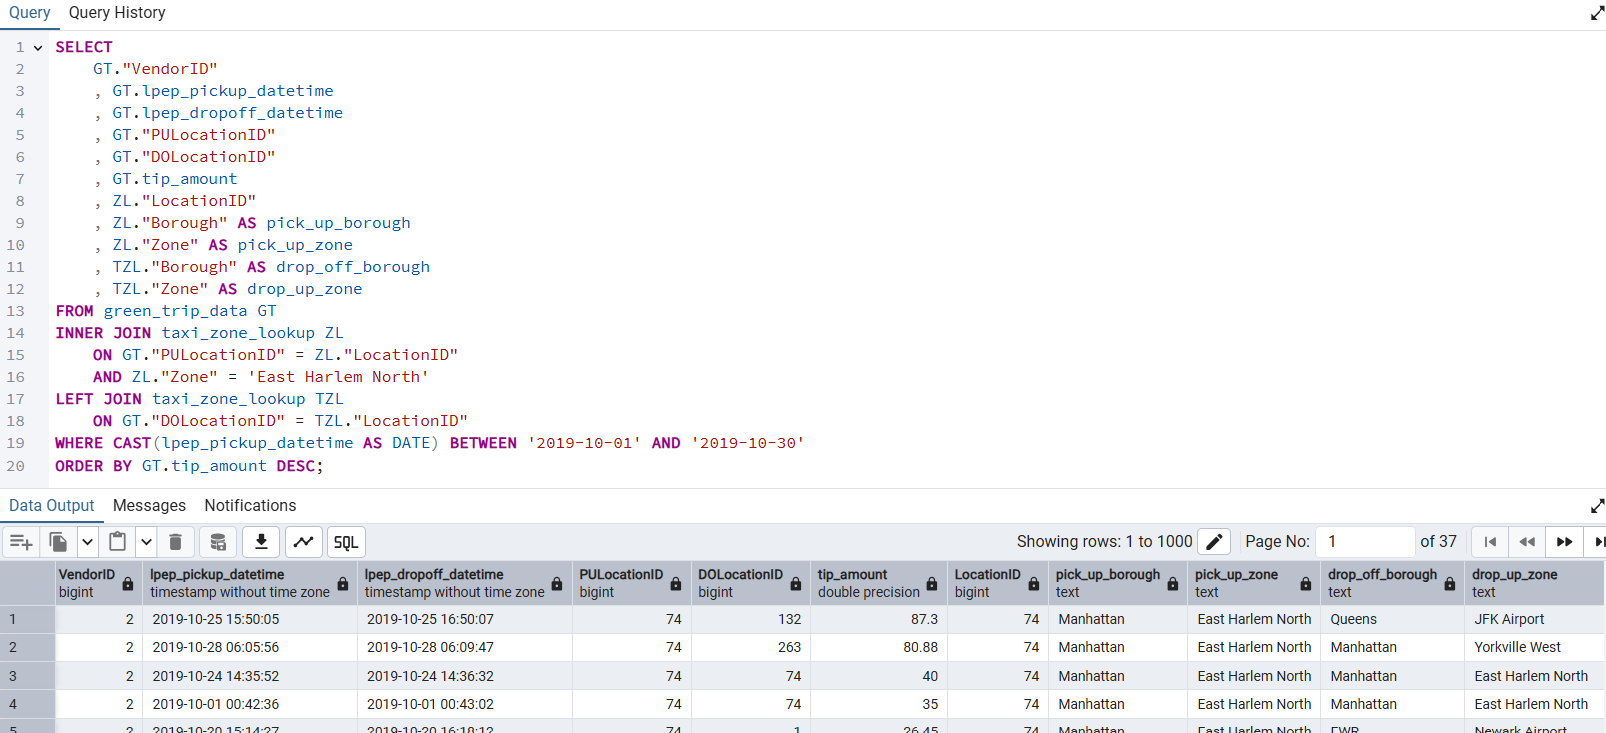 Query Query History
1 SELECT
2 GT."VendorID"
3 , GT.lpep_pickup_datetime
4 , GT.lpep_dropoff_datetime
5 , GT."PULocationID"
6 , GT."DOLocationID"
7 , GT.tip_amount
8 , ZL."LocationID"
9 , ZL."Borough" AS pick_up_borough
10 , ZL."Zone" AS pick_up_zone
11 , TZL."Borough" AS drop_off_borough
12 , TZL."Zone" AS drop_up_zone
13 FROM green_trip_data GT
14 INNER JOIN taxi_zone_lookup ZL
15 ON GT."PULocationID" = ZL."LocationID"
16 AND ZL."Zone" = 'East Harlem North'
17 LEFT JOIN taxi_zone_lookup TZL
18 ON GT."DOLocationID" = TZL."LocationID"
19 WHERE CAST(lpep_pickup_datetime AS DATE) BETWEEN '2019-10-01' AND '2019-10-30'
20 ORDER BY GT.tip_amount DESC;
Data Output Messages Notifications
SQL Showing rows: 1 to 1000 Page No: 1 of 37
VendorID lpep_pickup_datetime lpep_dropoff_datetime PULocationID DOLocationID tip_amount LocationID pick_up_borough pick_up_zone drop_off_borough drop_up_zone
bigint timestamp without time zone timestamp without time zone bigint bigint double precision bigint text text text text
1 2 2019-10-25 15:50:05 2019-10-25 16:50:07 74 132 87.3 74 Manhattan East Harlem North Queens JFK Airport
2 2 2019-10-28 06:05:56 2019-10-28 06:09:47 74 263 80.88 74 Manhattan East Harlem North Manhattan Yorkville West
3 2 2019-10-24 14:35:52 2019-10-24 14:36:32 74 74 40 74 Manhattan East Harlem North Manhattan East Harlem North
4 2 2019-10-01 00:42:36 2019-10-01 00:43:02 74 74 35 74 Manhattan East Harlem North Manhattan East Harlem North
5 2 2019-10-20 15:14:27 2019-10-20 16:18:12 74 1 26.45 74 Manhattan East Harlem North EWR Newark Airport